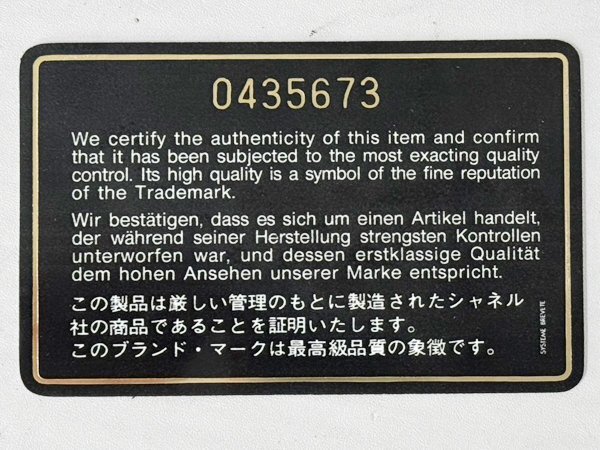 0435673
We certify the authenticity of this item and confirm
that it has been subjected to the most exacting quality
control. Its high quality is a symbol of the fine reputation
of the Trademark.
Wir bestätigen, dass es sich um einen Artikel handelt,
der während seiner Herstellung strengsten Kontrollen
unterworfen war, und dessen erstklassige Qualität
dem hohen Ansehen unserer Marke entspricht.
この製品は厳しい管理のもとに製造されたシャネル
社の商品であることを証明いたします。
このブランド・マークは最高級品質の象徴です。
SYSTEME BREVETE